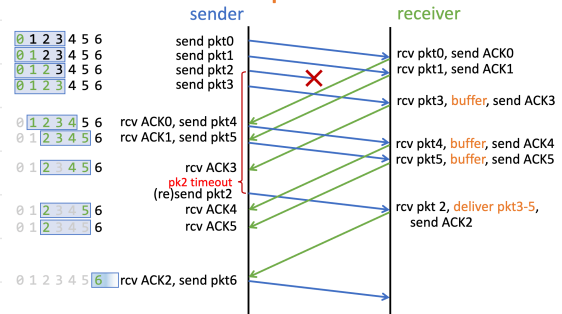 sender receiver
0 1 2 3 4 5 6 send pkt0
0 1 2 3 4 5 6 send pkt1 rcv pkt0, send ACK0
0 1 2 3 4 5 6 send pkt2 rcv pkt1, send ACK1
0 1 2 3 4 5 6 send pkt3
rcv pkt3, buffer, send ACK3
0 1 2 3 4 5 6 rcv ACK0, send pkt4
0 1 2 3 4 5 6 rcv ACK1, send pkt5 rcv pkt4, buffer, send ACK4
rcv pkt5, buffer, send ACK5
0 1 2 3 4 5 6 rcv ACK3
pk2 timeout
(re)send pkt2
0 1 2 3 4 5 6 rcv ACK4 rcv pkt 2, deliver pkt3-5,
0 1 2 3 4 5 6 rcv ACK5 send ACK2
0 1 2 3 4 5 6 rcv ACK2, send pkt6